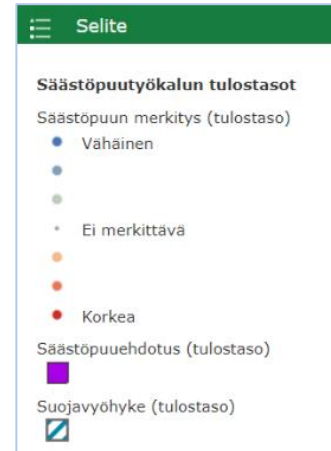 Selite
Säästöpuutyökalun tulostasot
Säästöpuun merkitys (tulostaso)
Vähäinen
Ei merkittävä
Korkea
Säästöpuuehdotus (tulostaso)
Suojavyöhyke (tulostaso)